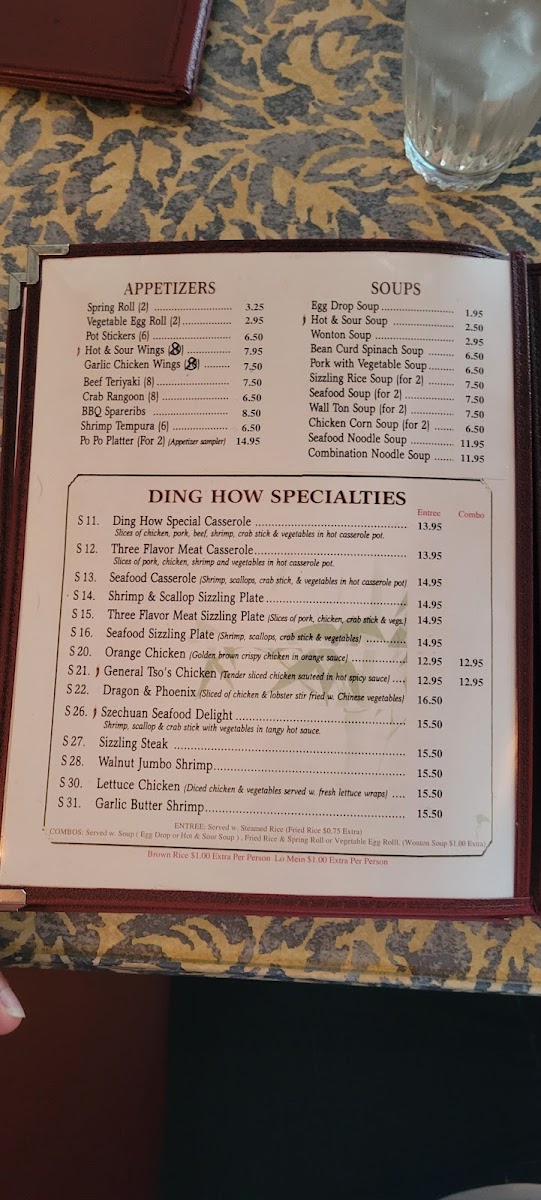 APPETIZERS
Spring Roll (2) 3.25
Vegetable Egg Roll (2) 2.95
Pot Stickers (6) 6.50
Hot & Sour Wings (8) 7.95
Garlic Chicken Wings (8) 7.50
Beef Teriyaki (8) 7.50
Crab Rangoon (8) 6.50
BBQ Spareribs 8.50
Shrimp Tempura (6) 6.50
Po Po Platter (For 2) (Appetizer sampler) 14.95
SOUPS
Egg Drop Soup 1.95
Hot & Sour Soup 2.50
Wonton Soup 2.95
Bean Curd Spinach Soup 6.50
Pork with Vegetable Soup 6.50
Sizzling Rice Soup (for 2) 7.50
Seafood Soup (for 2) 7.50
Wall Ton Soup (for 2) 7.50
Chicken Corn Soup (for 2) 6.50
Seafood Noodle Soup 11.95
Combination Noodle Soup 11.95
DING HOW SPECIALTIES
Entree Combo
S 11. Ding How Special Casserole 13.95
Slices of chicken, pork, beef, shrimp, crab stick & vegetables in hot casserole pot.
S 12. Three Flavor Meat Casserole 13.95
Slices of pork, chicken, shrimp and vegetables in hot casserole pot.
S 13. Seafood Casserole (Shrimp, scallops, crab stick, & vegetables in hot casserole pot) 14.95
S 14. Shrimp & Scallop Sizzling Plate 14.95
S 15. Three Flavor Meat Sizzling Plate (Slices of pork, chicken, crab stick & vegs.) 14.95
S 16. Seafood Sizzling Plate (Shrimp, scallops, crab stick & vegetables) 14.95
S 20. Orange Chicken (Golden brown crispy chicken in orange sauce) 12.95 12.95
S 21. General Tso's Chicken (Tender sliced chicken sauteed in hot spicy sauce) 12.95 12.95
S 22. Dragon & Phoenix (Sliced of chicken & lobster stir fried w. Chinese vegetables) 16.50
S 26. Szechuan Seafood Delight 15.50
Shrimp, scallop & crab stick with vegetables in tangy hot sauce.
S 27. Sizzling Steak 15.50
S 28. Walnut Jumbo Shrimp 15.50
S 30. Lettuce Chicken (Diced chicken & vegetables served w. fresh lettuce wraps) 15.50
S 31. Garlic Butter Shrimp 15.50
ENTREE: Served w. Steamed Rice (Fried Rice $0.75 Extra)
COMBOS: Served w. Soup ( Egg Drop or Hot & Sour Soup ) , Fried Rice & Spring Roll or Vegetable Egg Rolll. (Wonton Soup $1.00 Extra)
Brown Rice $1.00 Extra Per Person Lo Mein $1.00 Extra Per Person